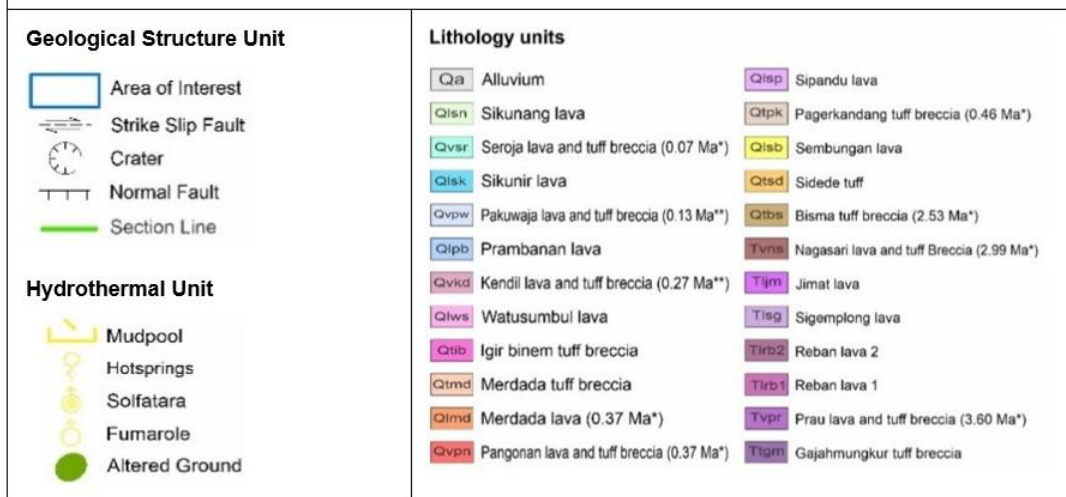 Geological Structure Unit
Area of Interest
Strike Slip Fault
Crater
Normal Fault
Section Line
Hydrothermal Unit
Mudpool
Hotsprings
Solfatara
Fumarole
Altered Ground
Lithology units
Qa Alluvium
Qlsn Sikunang lava
Qvsr Seroja lava and tuff breccia (0.07 Ma*)
Qlsk Sikunir lava
Qvpw Pakuwaja lava and tuff breccia (0.13 Ma**)
Qlpb Prambanan lava
Qvkd Kendil lava and tuff breccia (0.27 Ma**)
Qlws Watusumbul lava
Qtib Igir binem tuff breccia
Qtmd Merdada tuff breccia
Qlmd Merdada lava (0.37 Ma*)
Qvpn Pangonan lava and tuff breccia (0.37 Ma*)
Qlsp Sipandu lava
Qtpk Pagerkandang tuff breccia (0.46 Ma*)
Qlsb Sembungan lava
Qtsd Sidede tuff
Qtbs Bisma tuff breccia (2.53 Ma*)
Tvns Nagasari lava and tuff Breccia (2.99 Ma*)
Tljm Jimat lava
Tlsg Sigemplong lava
Tlrb2 Reban lava 2
Tlrb1 Reban lava 1
Tvpr Prau lava and tuff breccia (3.60 Ma*)
Ttgm Gajahmungkur tuff breccia